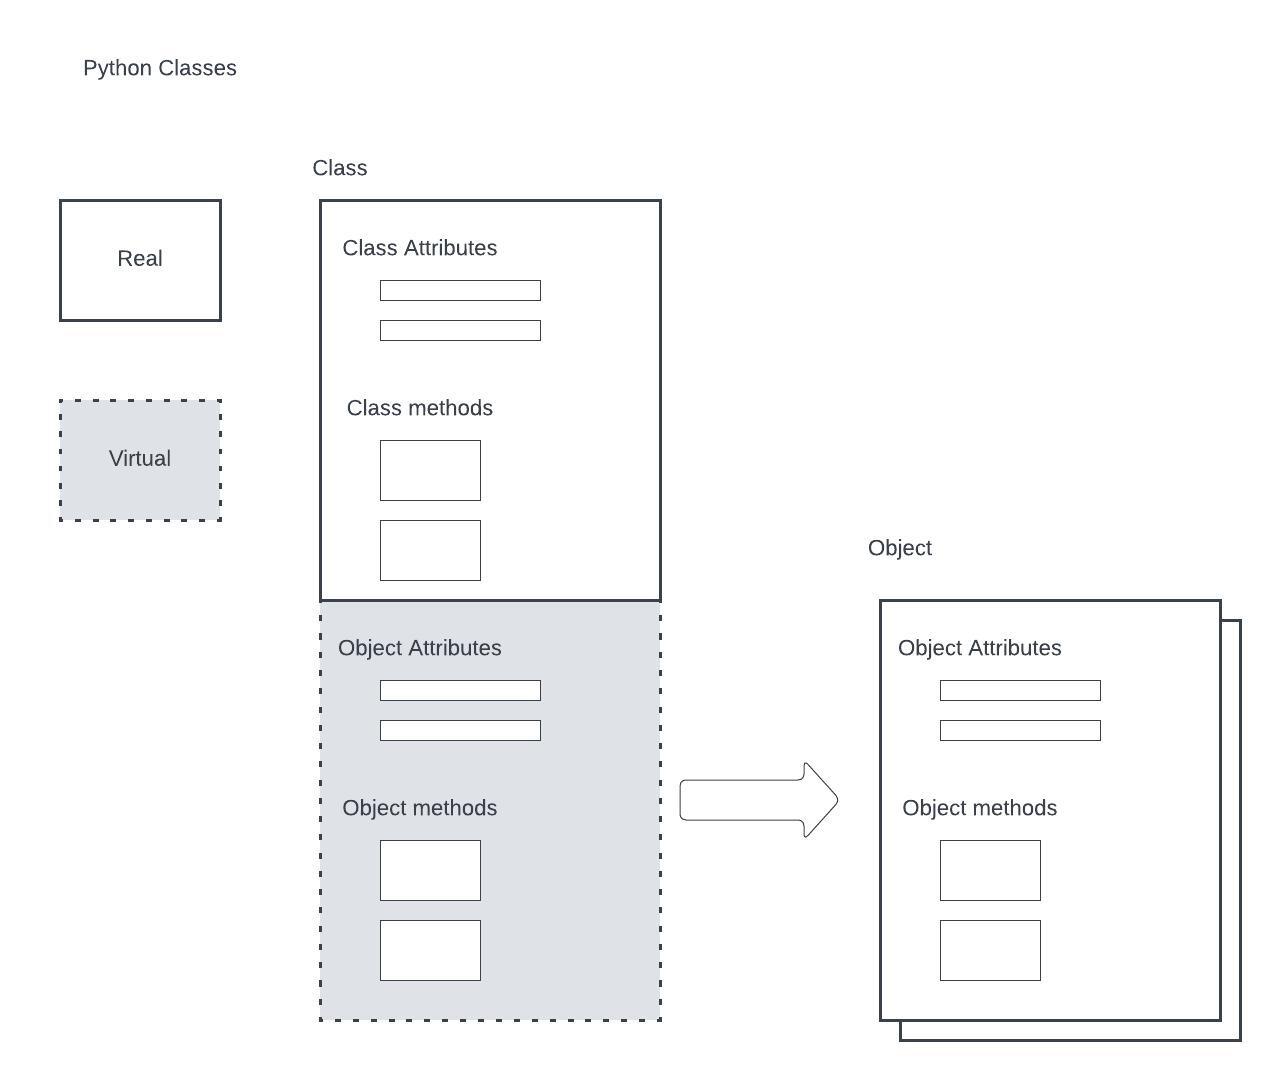 Python Classes
Class
Real
Class Attributes
Class methods
Virtual
Object Attributes
Object methods
Object
Object Attributes
Object methods